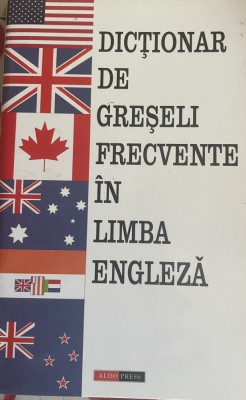 DICŢIONAR
DE
GREŞELI
FRECVENTE
ÎN
LIMBA
ENGLEZĂ
ALDO PRESS